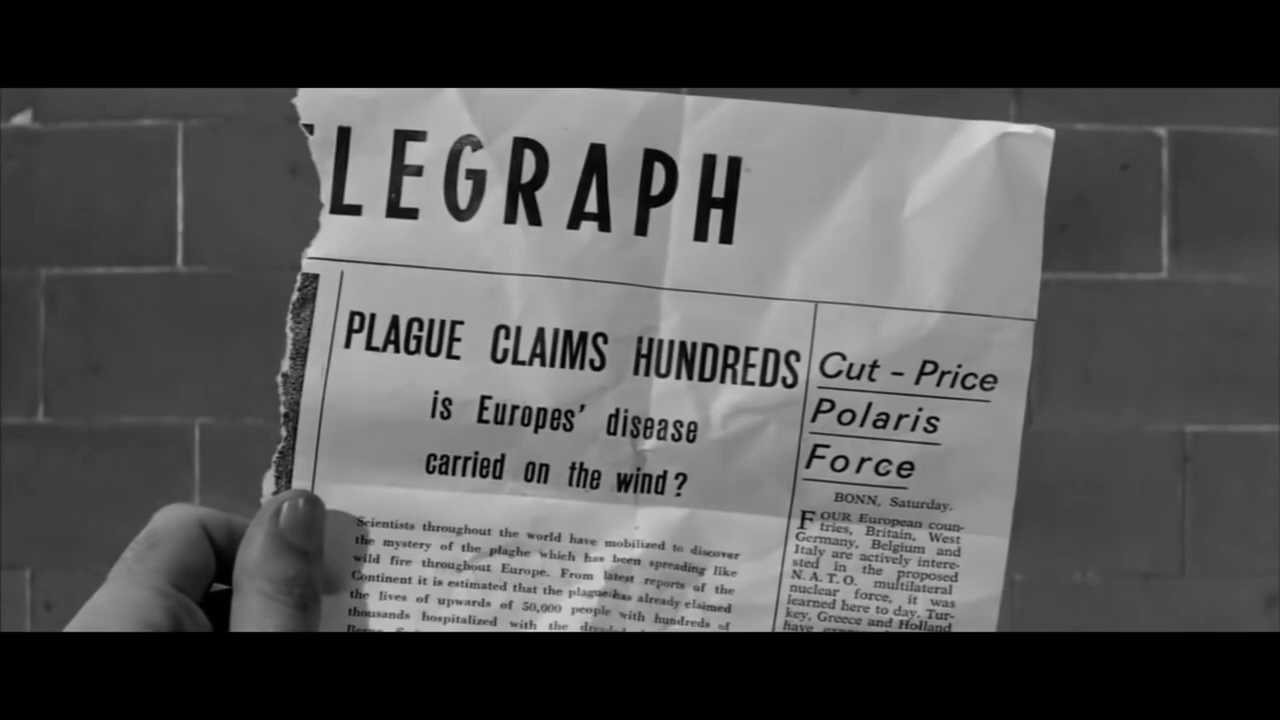 LEGRAPH
PLAGUE CLAIMS HUNDREDS
is Europes' disease
carried on the wind?
Scientists throughout the world have mobilized to discover
the mystery of the plaghe which has been spreading like
wild fire throughout Europe. From latest reports of the
Continent it is estimated that the plague has already claimed
the lives of upwards of 50,000 people with hundreds of
thousands hospitalized with the
Cut - Price
Polaris
Force
BONN, Saturday.
FOUR European coun-
tries, Britain, West
Germany, Belgium and
Italy are actively intere-
sted in the proposed
N.A.T.O. multilateral
nuclear force, it was
learned here to day. Tur-
key, Greece and Holland
have